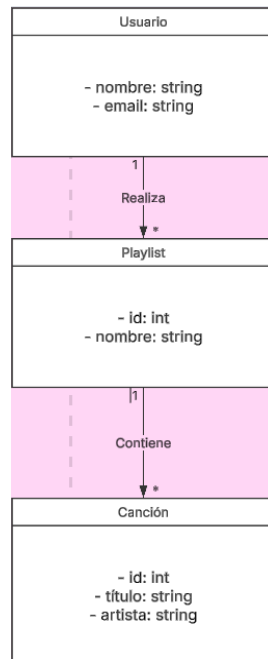 Usuario
- nombre: string
- email: string
1
Realiza
*
Playlist
- id: int
- nombre: string
1
Contiene
*
Canción
- id: int
- título: string
- artista: string